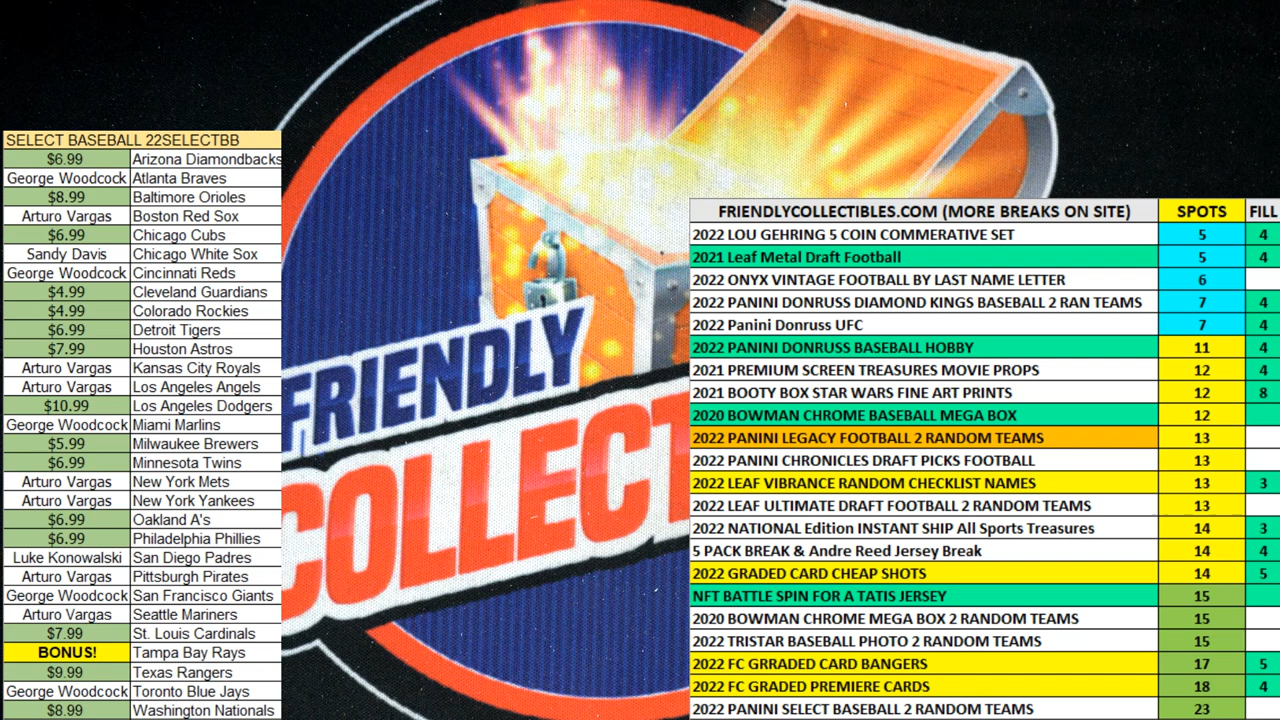 SELECT BASEBALL 22SELECTBB
$6.99 Arizona Diamondbacks
George Woodcock Atlanta Braves
$8.99 Baltimore Orioles
Arturo Vargas Boston Red Sox
$6.99 Chicago Cubs
Sandy Davis Chicago White Sox
George Woodcock Cincinnati Reds
$4.99 Cleveland Guardians
$4.99 Colorado Rockies
$6.99 Detroit Tigers
$7.99 Houston Astros
Arturo Vargas Kansas City Royals
Arturo Vargas Los Angeles Angels
$10.99 Los Angeles Dodgers
George Woodcock Miami Marlins
$5.99 Milwaukee Brewers
$6.99 Minnesota Twins
Arturo Vargas New York Mets
Arturo Vargas New York Yankees
$6.99 Oakland A's
$6.99 Philadelphia Phillies
Luke Konowalski San Diego Padres
Arturo Vargas Pittsburgh Pirates
George Woodcock San Francisco Giants
Arturo Vargas Seattle Mariners
$7.99 St. Louis Cardinals
BONUS! Tampa Bay Rays
$9.99 Texas Rangers
George Woodcock Toronto Blue Jays
$8.99 Washington Nationals
FRIENDLY
COLLECT
FRIENDLYCOLLECTIBLES.COM (MORE BREAKS ON SITE) SPOTS FILL
2022 LOU GEHRING 5 COIN COMMERATIVE SET 5 4
2021 Leaf Metal Draft Football 5 4
2022 ONYX VINTAGE FOOTBALL BY LAST NAME LETTER 6
2022 PANINI DONRUSS DIAMOND KINGS BASEBALL 2 RAN TEAMS 7 4
2022 Panini Donruss UFC 7 4
2022 PANINI DONRUSS BASEBALL HOBBY 11 4
2021 PREMIUM SCREEN TREASURES MOVIE PROPS 12 4
2021 BOOTY BOX STAR WARS FINE ART PRINTS 12 8
2020 BOWMAN CHROME BASEBALL MEGA BOX 12
2022 PANINI LEGACY FOOTBALL 2 RANDOM TEAMS 13
2022 PANINI CHRONICLES DRAFT PICKS FOOTBALL 13
2022 LEAF VIBRANCE RANDOM CHECKLIST NAMES 13 3
2022 LEAF ULTIMATE DRAFT FOOTBALL 2 RANDOM TEAMS 13
2022 NATIONAL Edition INSTANT SHIP All Sports Treasures 14 3
5 PACK BREAK & Andre Reed Jersey Break 14 4
2022 GRADED CARD CHEAP SHOTS 14 5
NFT BATTLE SPIN FOR A TATIS JERSEY 15
2020 BOWMAN CHROME MEGA BOX 2 RANDOM TEAMS 15
2022 TRISTAR BASEBALL PHOTO 2 RANDOM TEAMS 15
2022 FC GRRADED CARD BANGERS 17 5
2022 FC GRADED PREMIERE CARDS 18 4
2022 PANINI SELECT BASEBALL 2 RANDOM TEAMS 23